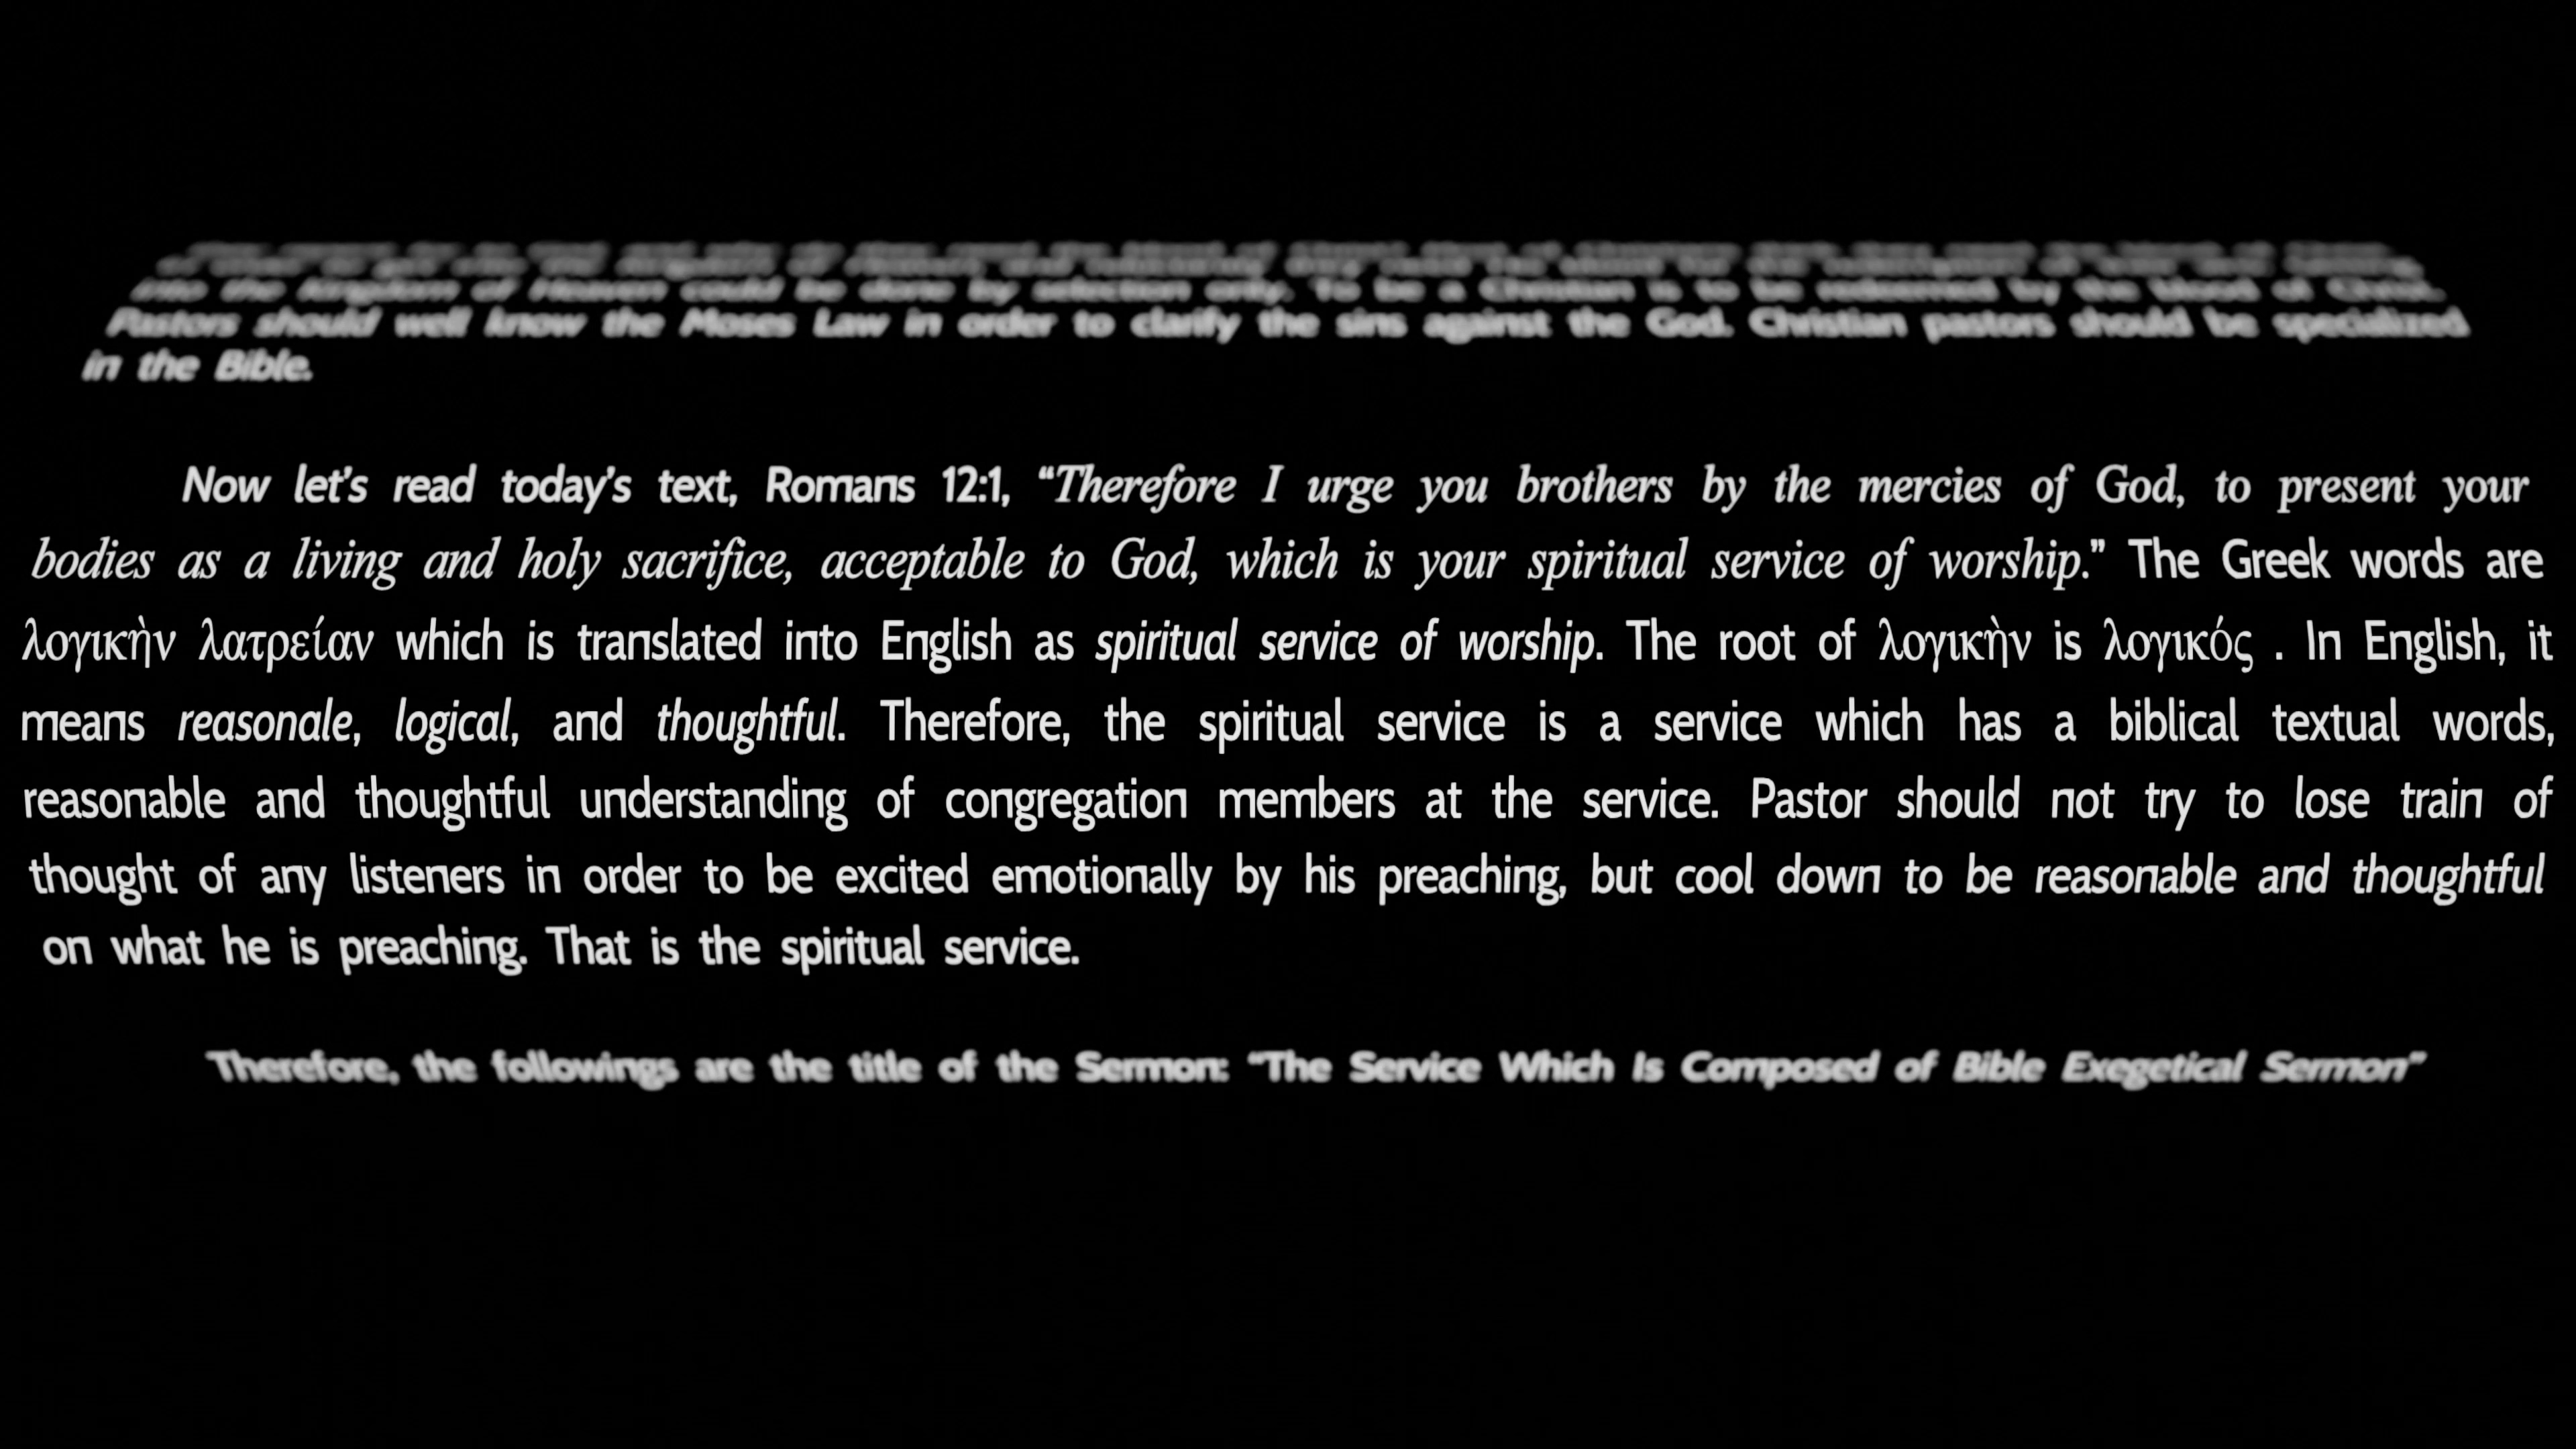 into the kingdom of Heaven could be done by selection only. To be a Christian is to be redeemed by the blood of Christ.
Pastors should well know the Moses Law in order to clarify the sins against the God. Christian pastors should be specialized
in the Bible.
Now let’s read today’s text, Romans 12:1, “Therefore I urge you brothers by the mercies of God, to present your
bodies as a living and holy sacrifice, acceptable to God, which is your spiritual service of worship.” The Greek words are
λογικὴν λατρείαν which is translated into English as spiritual service of worship. The root of λογικὴν is λογικός . In English, it
means reasonale, logical, and thoughtful. Therefore, the spiritual service is a service which has a biblical textual words,
reasonable and thoughtful understanding of congregation members at the service. Pastor should not try to lose train of
thought of any listeners in order to be excited emotionally by his preaching, but cool down to be reasonable and thoughtful
on what he is preaching. That is the spiritual service.
Therefore, the followings are the title of the Sermon: “The Service Which Is Composed of Bible Exegetical Sermon”